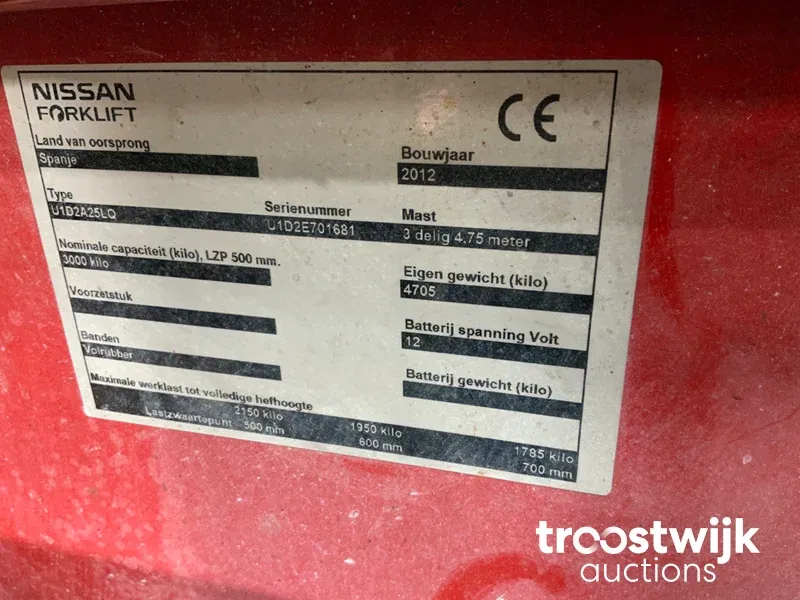 NISSAN
FORKLIFT
CE
Land van oorsprong
Spanje
Bouwjaar
2012
Type
U1D2A25LQ
Serienummer
U1D2E701681
Mast
3 delig 4.75 meter
Nominale capaciteit (kilo), LZP 500 mm.
3000 kilo
Eigen gewicht (kilo)
4705
Voorzetstuk
Batterij spanning Volt
12
Banden
Volrubber
Batterij gewicht (kilo)
Maximale werklast tot volledige hefhoogte
2150 kilo 1950 kilo 1785 kilo
Lastzwaartepunt 500 mm 600 mm 700 mm
troostwijk
auctions